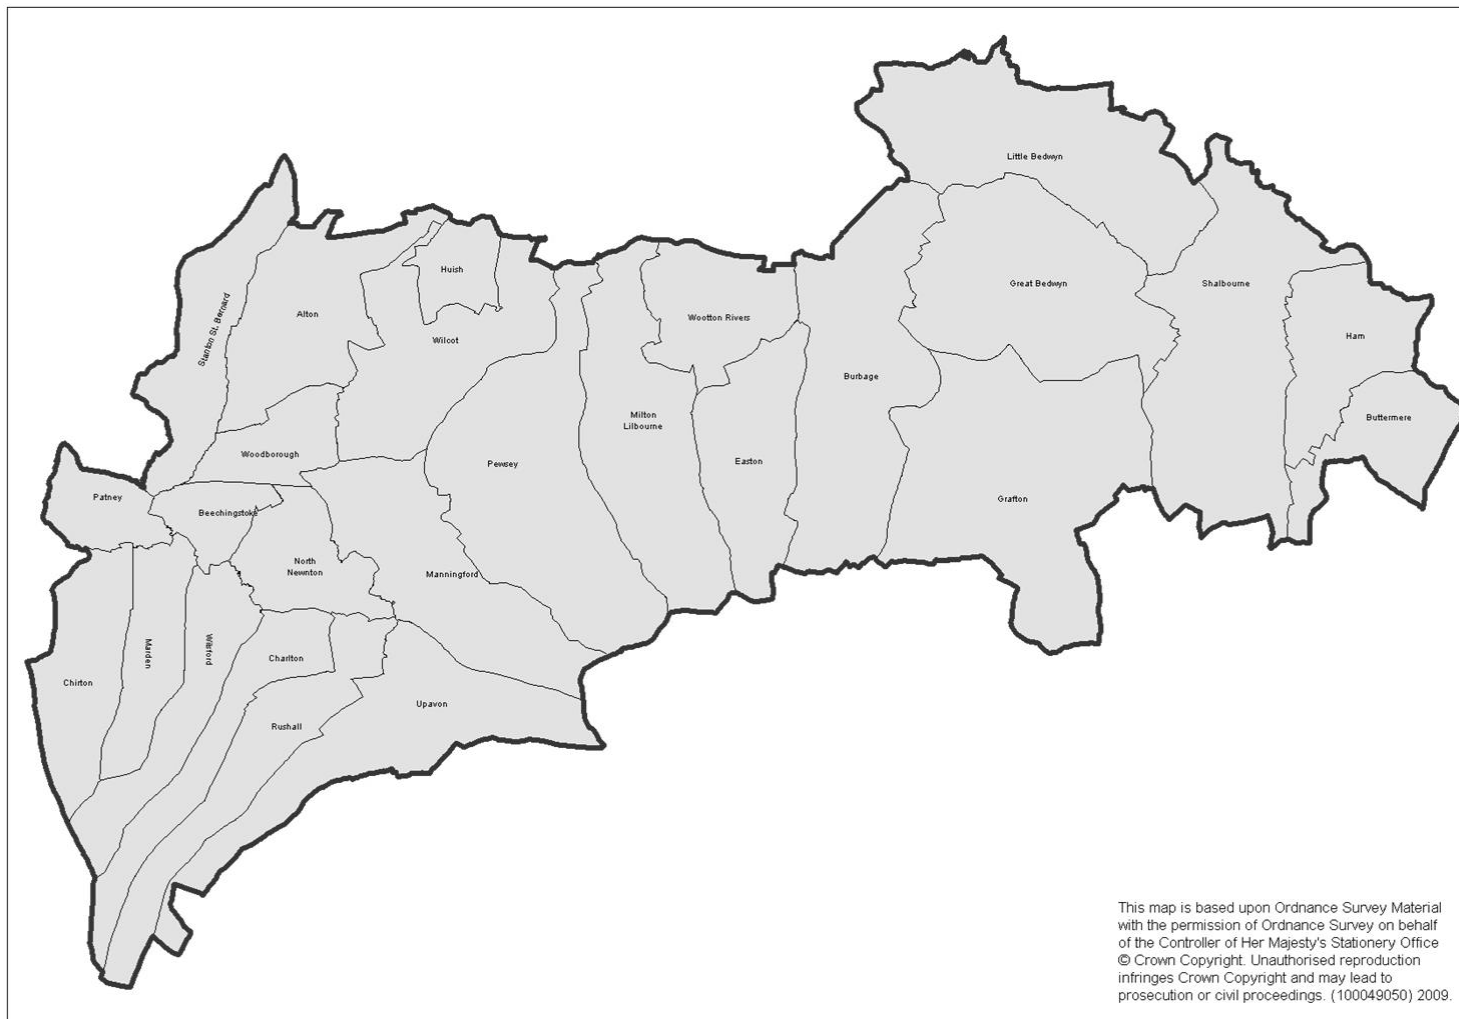 Little Bedwyn
Huish
Great Bedwyn
Shalbourne
Stanton St. Bernard
Alton
Wootton Rivers
Wilcot
Ham
Burbage
Milton
Lilbourne
Buttermere
Woodborough
Pewsey
Easton
Patney
Grafton
Beechingstoke
North
Newnton
Manningford
Marden
Wilsford
Charlton
Chirton
Upavon
Rushall
This map is based upon Ordnance Survey Material
with the permission of Ordnance Survey on behalf
of the Controller of Her Majesty's Stationery Office
© Crown Copyright. Unauthorised reproduction
infringes Crown Copyright and may lead to
prosecution or civil proceedings. (100049050) 2009.